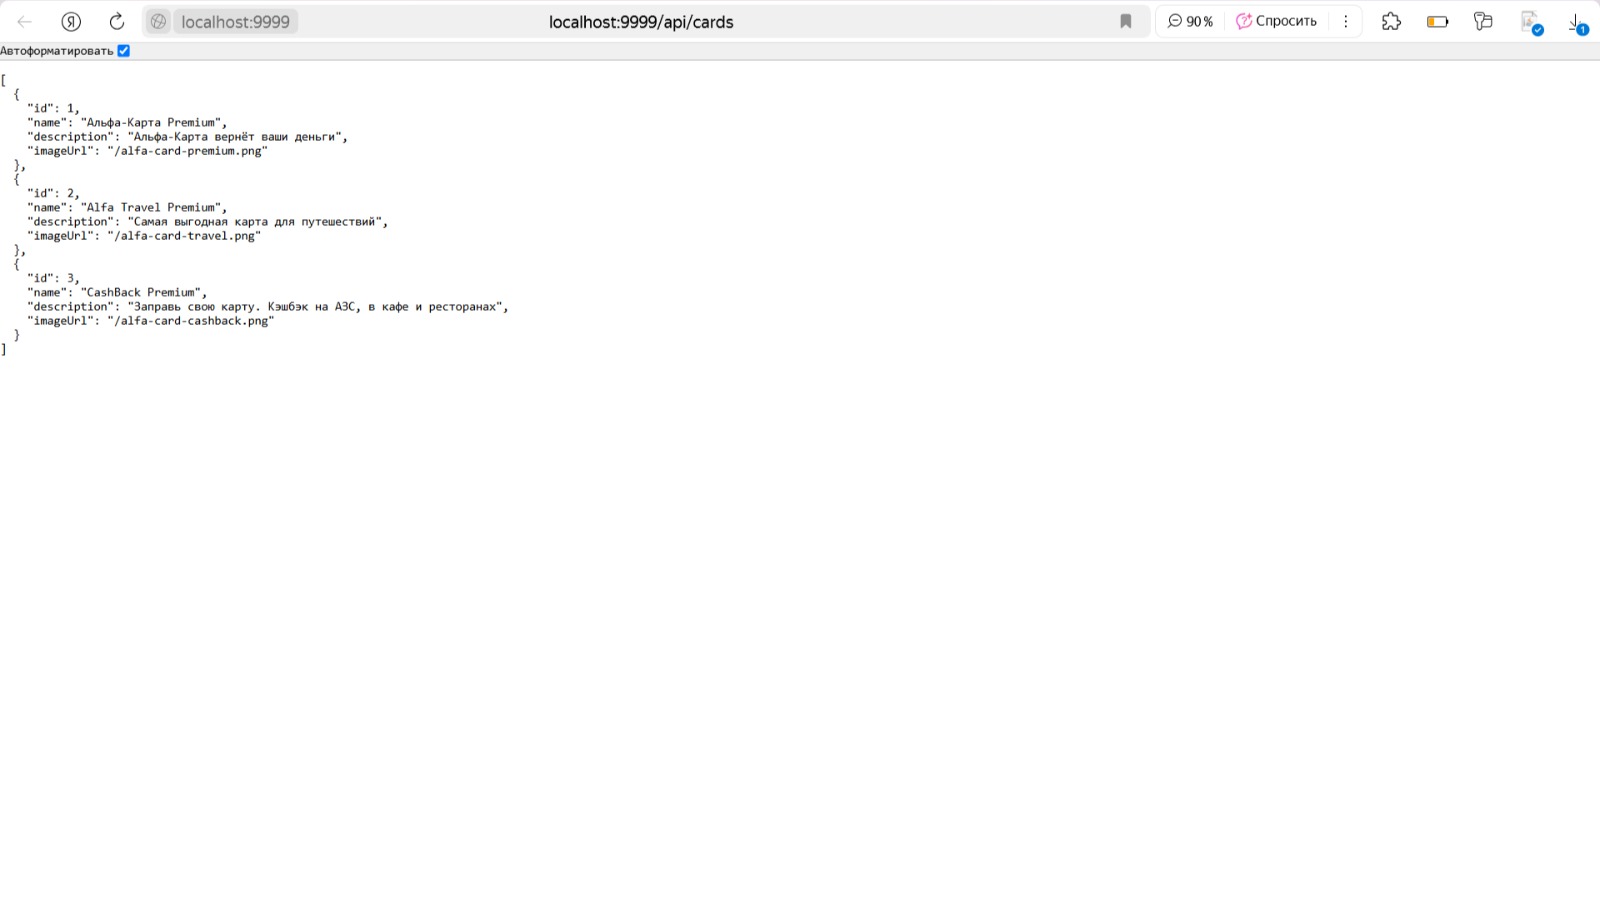 localhost:9999
localhost:9999/api/cards
90 %
Спросить
1
Автоформатировать
[
  {
    "id": 1,
    "name": "Альфа-Карта Premium",
    "description": "Альфа-Карта вернёт ваши деньги",
    "imageUrl": "/alfa-card-premium.png"
  },
  {
    "id": 2,
    "name": "Alfa Travel Premium",
    "description": "Самая выгодная карта для путешествий",
    "imageUrl": "/alfa-card-travel.png"
  },
  {
    "id": 3,
    "name": "CashBack Premium",
    "description": "Заправь свою карту. Кэшбэк на АЗС, в кафе и ресторанах",
    "imageUrl": "/alfa-card-cashback.png"
  }
]